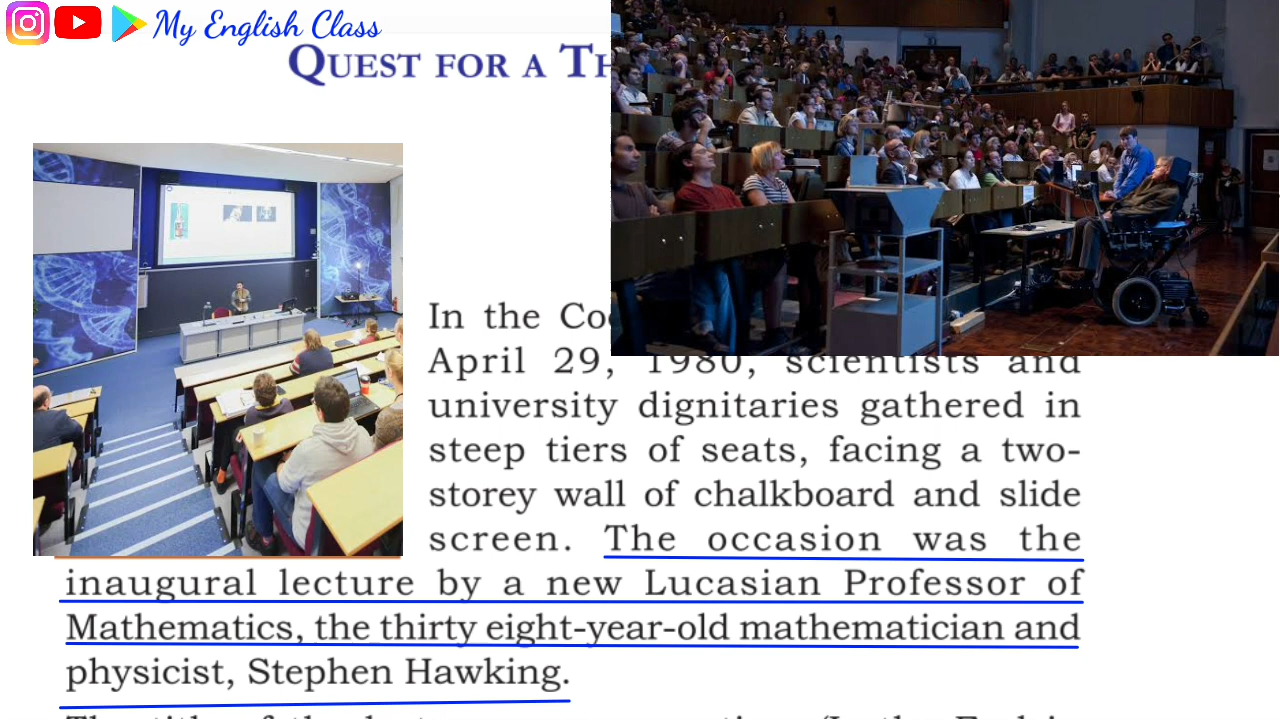 My English Class
QUEST FOR A
In the
April 29, 1980, scientists and
university dignitaries gathered in
steep tiers of seats, facing a two-
storey wall of chalkboard and slide
screen. The occasion was the
inaugural lecture by a new Lucasian Professor of
Mathematics, the thirty eight-year-old mathematician and
physicist, Stephen Hawking.